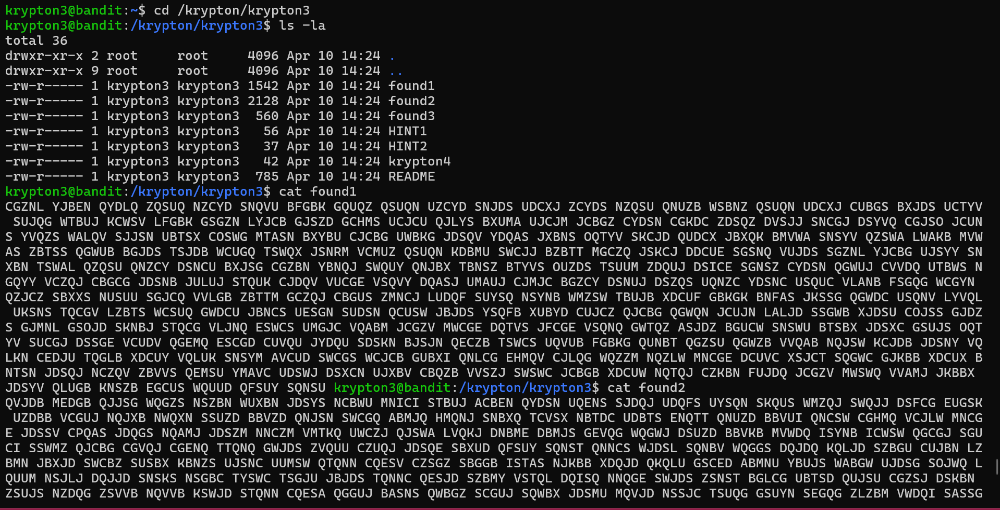 krypton3@bandit:~$ cd /krypton/krypton3
krypton3@bandit:/krypton/krypton3$ ls -la
total 36
drwxr-xr-x 2 root     root     4096 Apr 10 14:24 .
drwxr-xr-x 9 root     root     4096 Apr 10 14:24 ..
-rw-r----- 1 krypton3 krypton3 1542 Apr 10 14:24 found1
-rw-r----- 1 krypton3 krypton3 2128 Apr 10 14:24 found2
-rw-r----- 1 krypton3 krypton3  560 Apr 10 14:24 found3
-rw-r----- 1 krypton3 krypton3   56 Apr 10 14:24 HINT1
-rw-r----- 1 krypton3 krypton3   37 Apr 10 14:24 HINT2
-rw-r----- 1 krypton3 krypton3   42 Apr 10 14:24 krypton4
-rw-r----- 1 krypton3 krypton3  785 Apr 10 14:24 README
krypton3@bandit:/krypton/krypton3$ cat found1
CGZNL YJBEN QYDLQ ZQSUQ NZCYD SNQVU BFGBK GQUQZ QSUQN UZCYD SNJDS UDCXJ ZCYDS NZQSU QNUZB WSBNZ QSUQN UDCXJ CUBGS BXJDS UCTYV
 SUJQG WTBUJ KCWSV LFGBK GSGZN LYJCB GJSZD GCHMS UCJCU QJLYS BXUMA UJCJM JCBGZ CYDSN CGKDC ZDSQZ DVSJJ SNCGJ DSYVQ CGJSO JCUN
S YVQZS WALQV SJJSN UBTSX COSWG MTASN BXYBU CJCBG UWBKG JDSQV YDQAS JXBNS OQTYV SKCJD QUDCX JBXQK BMVWA SNSYV QZSWA LWAKB MVW
AS ZBTSS QGWUB BGJDS TSJDB WCUGQ TSWQX JSNRM VCMUZ QSUQN KDBMU SWCJJ BZBTT MGCZQ JSKCJ DDCUE SGSNQ VUJDS SGZNL YJCBG UJSYY SN
XBN TSWAL QZQSU QNZCY DSNCU BXJSG CGZBN YBNQJ SWQUY QNJBX TBNSZ BTYVS OUZDS TSUUM ZDQUJ DSICE SGNSZ CYDSN QGWUJ CVVDQ UTBWS N
GQYY VCZQJ CBGCG JDSNB JULUJ STQUK CJDQV VUCGE VSQVY DQASJ UMAUJ CJMJC BGZCY DSNUJ DSZQS UQNZC YDSNC USQUC VLANB FSGQG WCGYN
QZJCZ SBXXS NUSUU SGJCQ VVLGB ZBTTM GCZQJ CBGUS ZMNCJ LUDQF SUYSQ NSYNB WMZSW TBUJB XDCUF GBKGK BNFAS JKSSG QGWDC USQNV LYVQL
 UKSNS TQCGV LZBTS WCSUQ GWDCU JBNCS UESGN SUDSN QCUSW JBJDS YSQFB XUBYD CUJCZ QJCBG QGWQN JCUJN LALJD SSGWB XJDSU COJSS GJDZ
S GJMNL GSOJD SKNBJ STQCG VLJNQ ESWCS UMGJC VQABM JCGZV MWCGE DQTVS JFCGE VSQNQ GWTQZ ASJDZ BGUCW SNSWU BTSBX JDSXC GSUJS OQT
YV SUCGJ DSSGE VCUDV QGEMQ ESCGD CUVQU JYDQU SDSKN BJSJN QECZB TSWCS UQVUB FGBKG QUNBT QGZSU QGWZB VVQAB NQJSW KCJDB JDSNY VQ
LKN CEDJU TQGLB XDCUY VQLUK SNSYM AVCUD SWCGS WCJCB GUBXI QNLCG EHMQV CJLQG WQZZM NQZLW MNCGE DCUVC XSJCT SQGWC GJKBB XDCUX B
NTSN JDSQJ NCZQV ZBVVS QEMSU YMAVC UDSWJ DSXCN UJXBV CBQZB VVSZJ SWSWC JCBGB XDCUW NQTQJ CZKBN FUJDQ JCGZV MWSWQ VVAMJ JKBBX
JDSYV QLUGB KNSZB EGCUS WQUUD QFSUY SQNSU krypton3@bandit:/krypton/krypton3$ cat found2
QVJDB MEDGB QJJSG WQGZS NSZBN WUXBN JDSYS NCBWU MNICI STBUJ ACBEN QYDSN UQENS SJDQJ UDQFS UYSQN SKQUS WMZQJ SWQJJ DSFCG EUGSK
 UZDBB VCGUJ NQJXB NWQXN SSUZD BBVZD QNJSN SWCGQ ABMJQ HMQNJ SNBXQ TCVSX NBTDC UDBTS ENQTT QNUZD BBVUI QNCSW CGHMQ VCJLW MNCG
E JDSSV CPQAS JDQGS NQAMJ JDSZM NNCZM VMTKQ UWCZJ QJSWA LVQKJ DNBME DBMJS GEVQG WQGWJ DSUZD BBVKB MVWDQ ISYNB ICWSW QGCGJ SGU
CI SSWMZ QJCBG CGVQJ CGENQ TTQNQ GWJDS ZVQUU CZUQJ JDSQE SBXUD QFSUY SQNST QNNCS WJDSL SQNBV WQGGS DQJDQ KQLJD SZBGU CUJBN LZ
BMN JBXJD SWCBZ SUSBX KBNZS UJSNC UUMSW QTQNN CQESV CZSGZ SBGGB ISTAS NJKBB XDQJD QKQLU GSCED ABMNU YBUJS WABGW UJDSG SOJWQ L
QUUM NSJLJ DQJJD SNSKS NSGBC TYSWC TSGJU JBJDS TQNNC QESJD SZBMY VSTQL DQISQ NNQGE SWJDS ZSNST BGLCG UBTSD QUJSU CGZSJ DSKBN
ZSUJS NZDQG ZSVVB NQVVB KSWJD STQNN CQESA QGGUJ BASNS QWBGZ SCGUJ SQWBX JDSMU MQVJD NSSJC TSUQG GSUYN SEGQG ZLZBM VWDQI SASSG